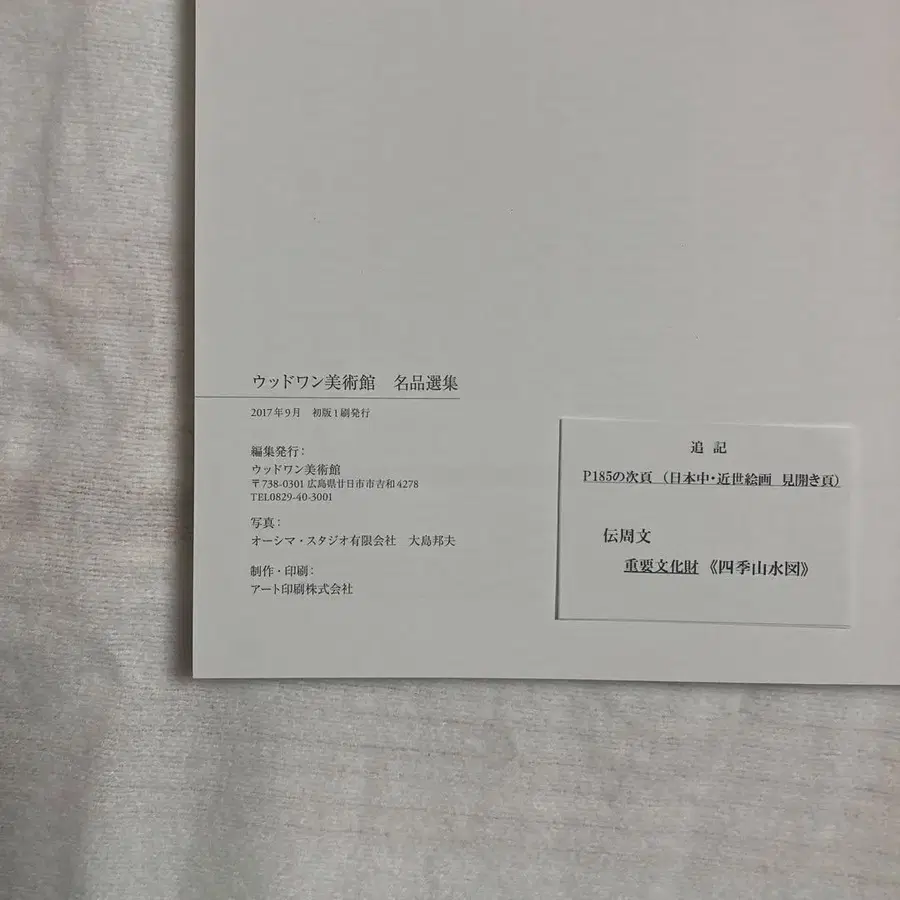 ウッドワン美術館　名品選集
2017年9月　初版1刷発行
編集発行：
ウッドワン美術館
〒738-0301 広島県廿日市市吉和4278
TEL0829-40-3001
写真：
オーシマ・スタジオ有限会社　大島邦夫
制作・印刷：
アート印刷株式会社
追 記
P185の次頁（日本中・近世絵画　見開き頁）
伝周文
重要文化財《四季山水図》